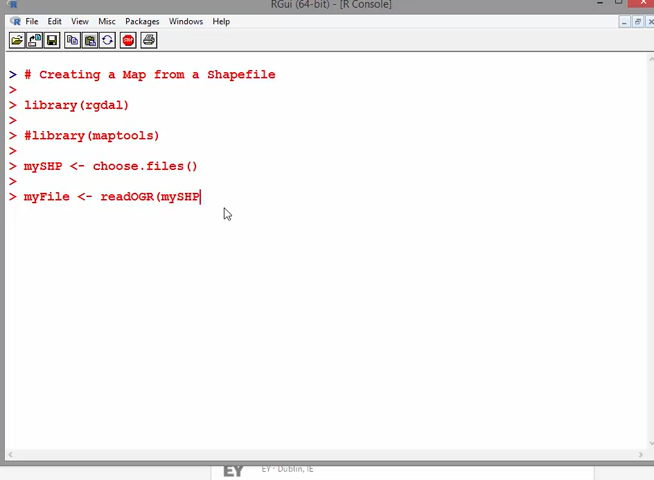 RGui (64-bit) - [R Console]
File Edit View Misc Packages Windows Help
STOP
> # Creating a Map from a Shapefile
>
> library(rgdal)
>
> #library(maptools)
>
> mySHP <- choose.files()
>
> myFile <- readOGR(mySHP
EY EY · Dublin, IE